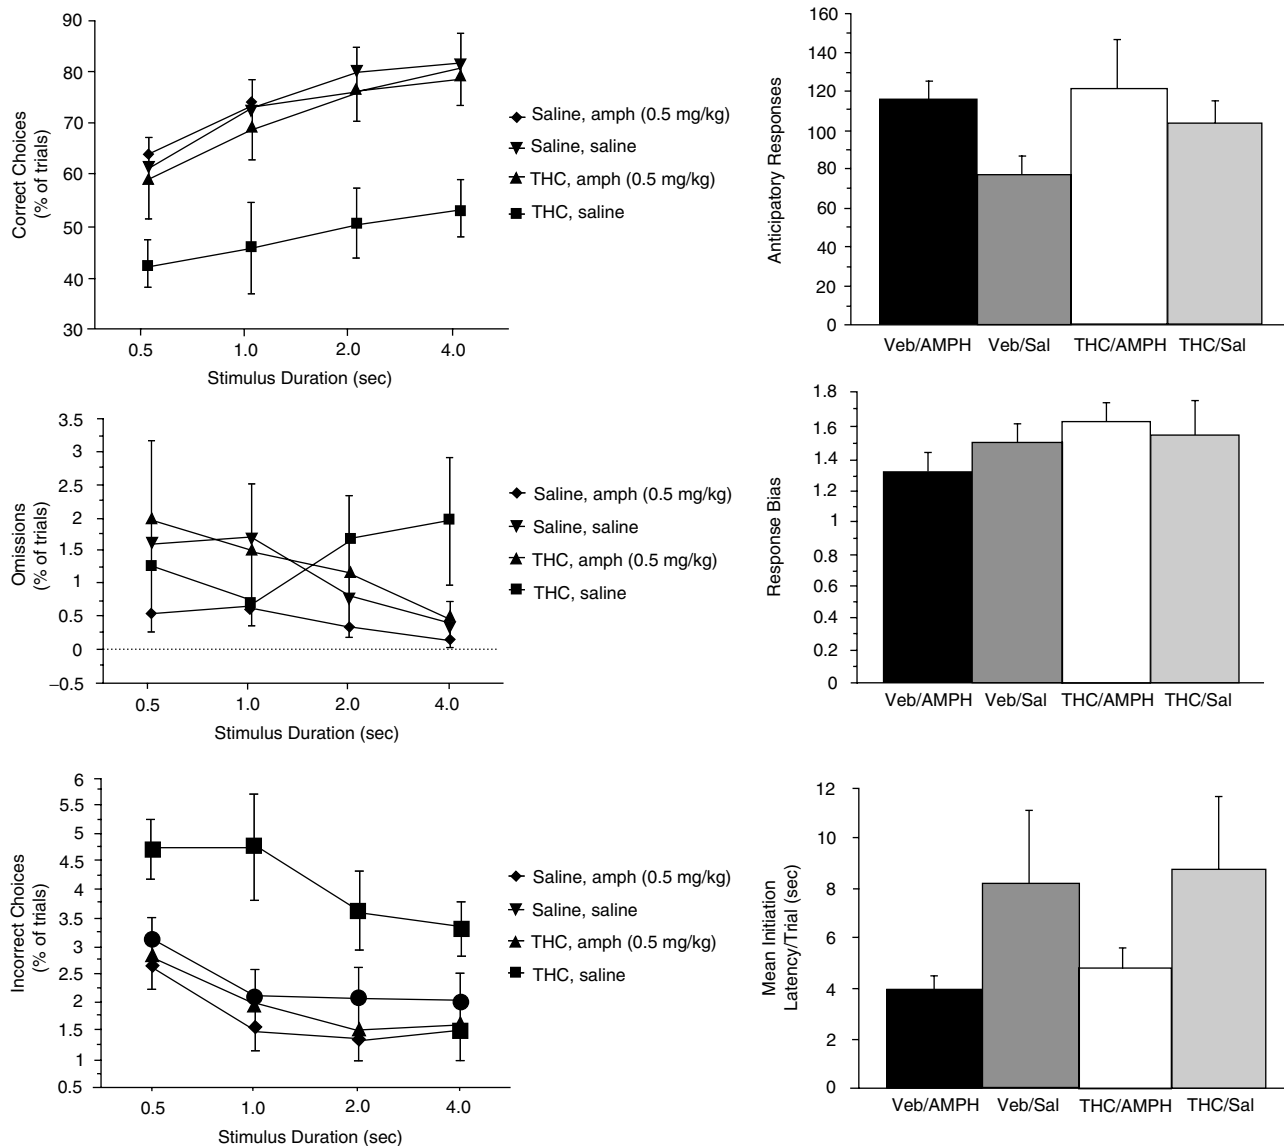 90
80
70
60
50
40
30
Correct Choices
(% of trials)
0.5 1.0 2.0 4.0
Stimulus Duration (sec)
Saline, amph (0.5 mg/kg)
Saline, saline
THC, amph (0.5 mg/kg)
THC, saline
160
140
120
100
80
60
40
20
0
Anticipatory Responses
Veb/AMPH Veb/Sal THC/AMPH THC/Sal
3.5
3
2.5
2
1.5
1
0.5
0
–0.5
Omissions
(% of trials)
0.5 1.0 2.0 4.0
Stimulus Duration (sec)
Saline, amph (0.5 mg/kg)
Saline, saline
THC, amph (0.5 mg/kg)
THC, saline
1.8
1.6
1.4
1.2
1
0.8
0.6
0.4
0.2
0
Response Bias
Veb/AMPH Veb/Sal THC/AMPH THC/Sal
6
5.5
5
4.5
4
3.5
3
2.5
2
1.5
1
0.5
Incorrect Choices
(% of trials)
0.5 1.0 2.0 4.0
Stimulus Duration (sec)
Saline, amph (0.5 mg/kg)
Saline, saline
THC, amph (0.5 mg/kg)
THC, saline
12
10
8
6
4
2
0
Mean Initiation
Latency/Trial (sec)
Veb/AMPH Veb/Sal THC/AMPH THC/Sal